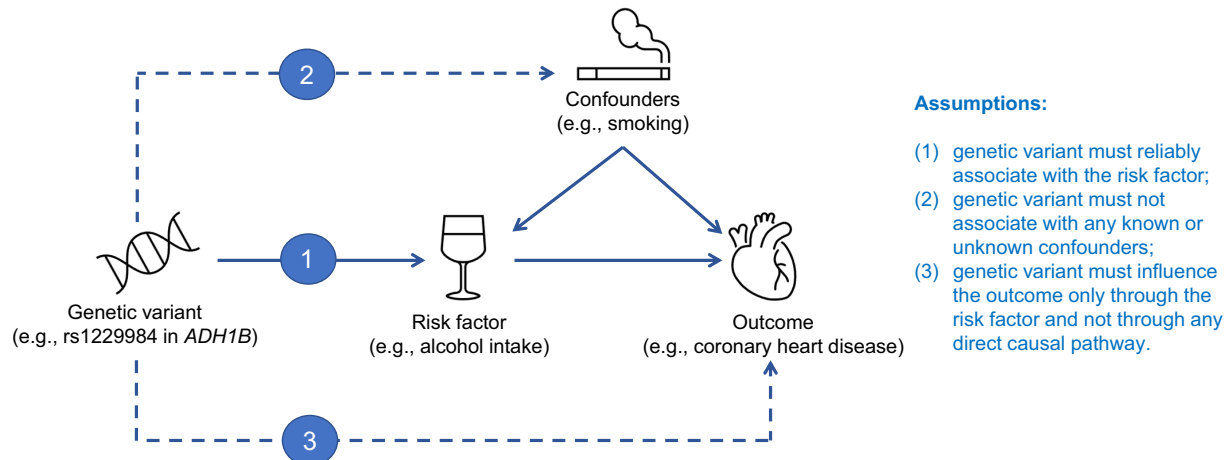 2
Confounders
(e.g., smoking)
1
Genetic variant
(e.g., rs1229984 in ADH1B)
Risk factor
(e.g., alcohol intake)
Outcome
(e.g., coronary heart disease)
3
Assumptions:
(1) genetic variant must reliably
associate with the risk factor;
(2) genetic variant must not
associate with any known or
unknown confounders;
(3) genetic variant must influence
the outcome only through the
risk factor and not through any
direct causal pathway.